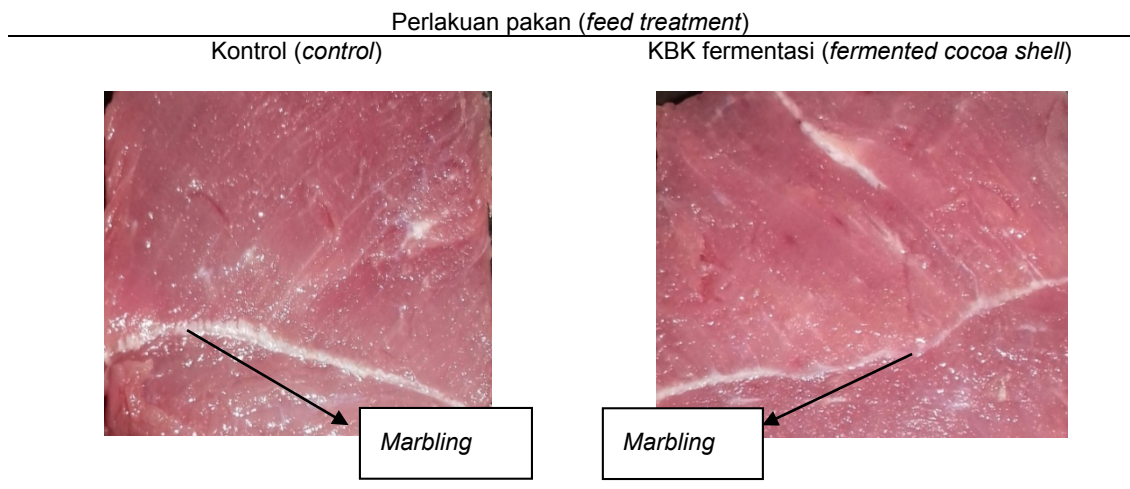 Perlakuan pakan (feed treatment)
Kontrol (control)
KBK fermentasi (fermented cocoa shell)
Marbling
Marbling